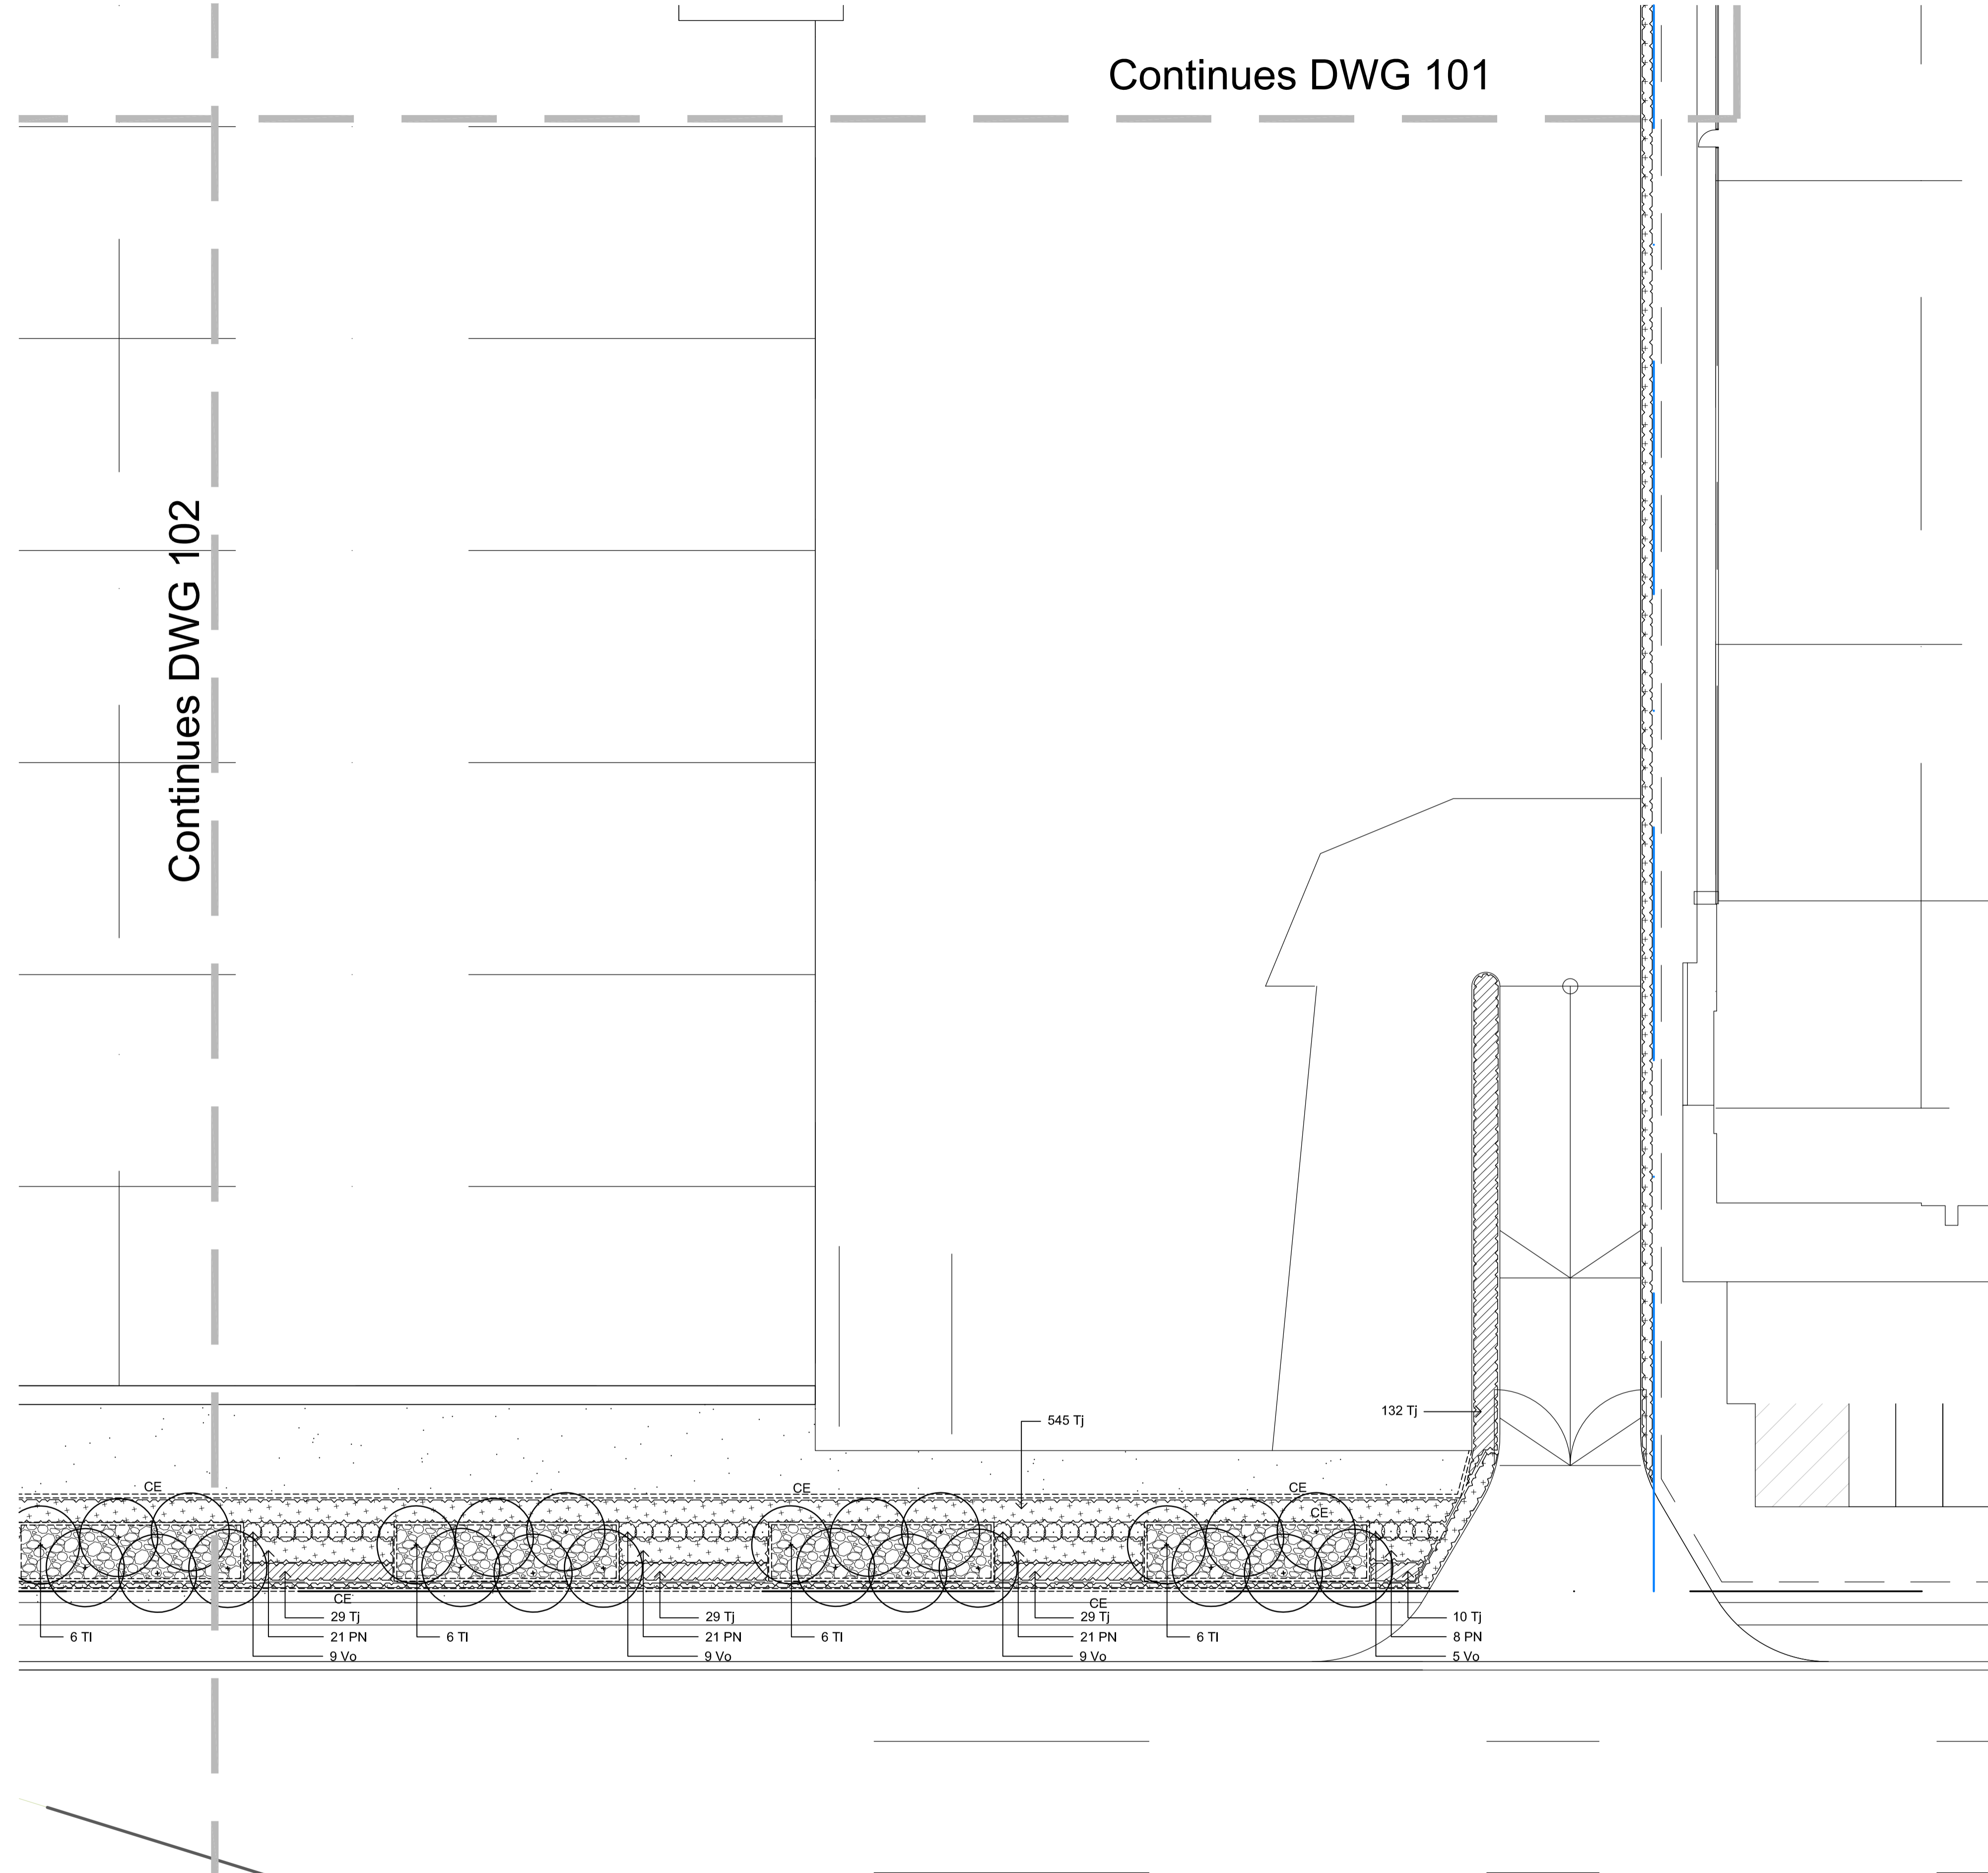 Continues DWG 101
Continues DWG 102
545 Tj
132 Tj
CE
CE
CE
CE
CE
CE
29 Tj
29 Tj
29 Tj
10 Tj
6 Tl
21 PN
6 Tl
21 PN
6 Tl
21 PN
6 Tl
8 PN
9 Vo
9 Vo
9 Vo
5 Vo